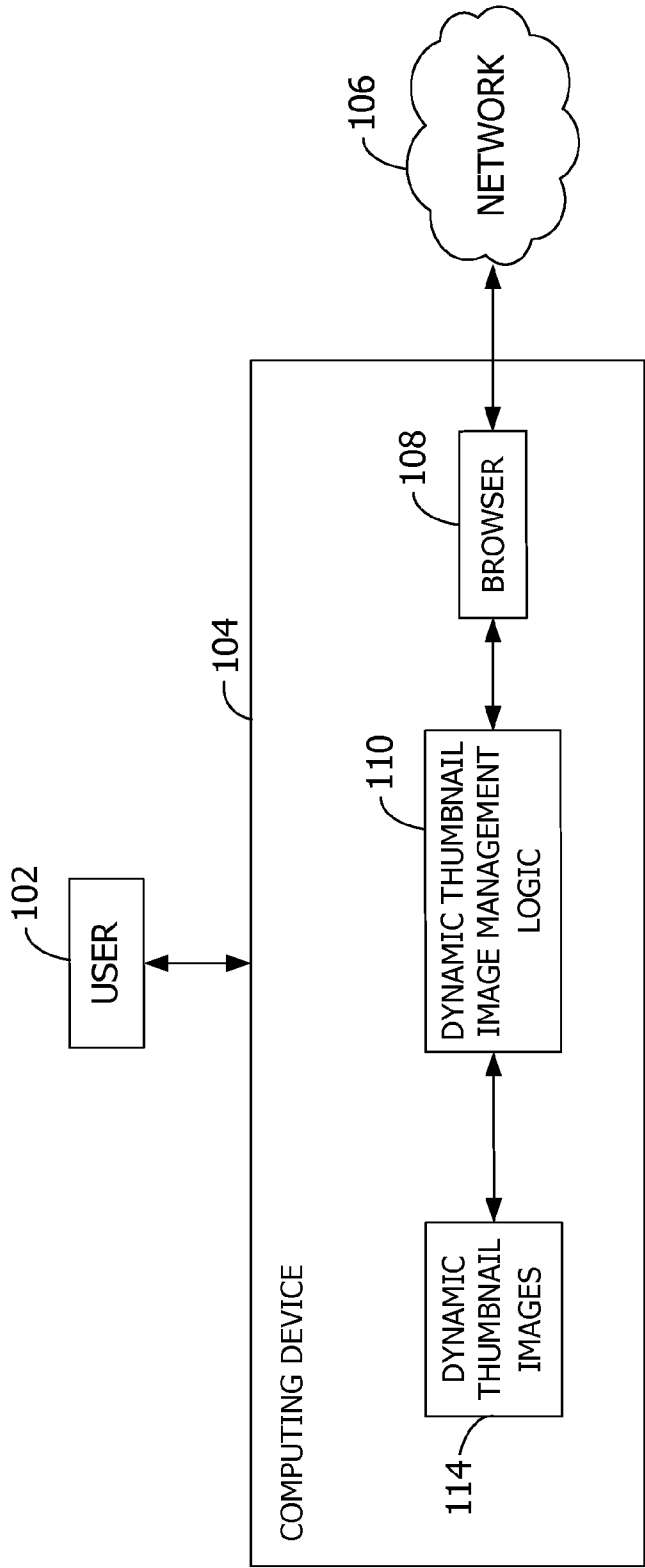 102
USER
104
COMPUTING DEVICE
114
DYNAMIC
THUMBNAIL
IMAGES
110
DYNAMIC THUMBNAIL
IMAGE MANAGEMENT
LOGIC
108
BROWSER
106
NETWORK